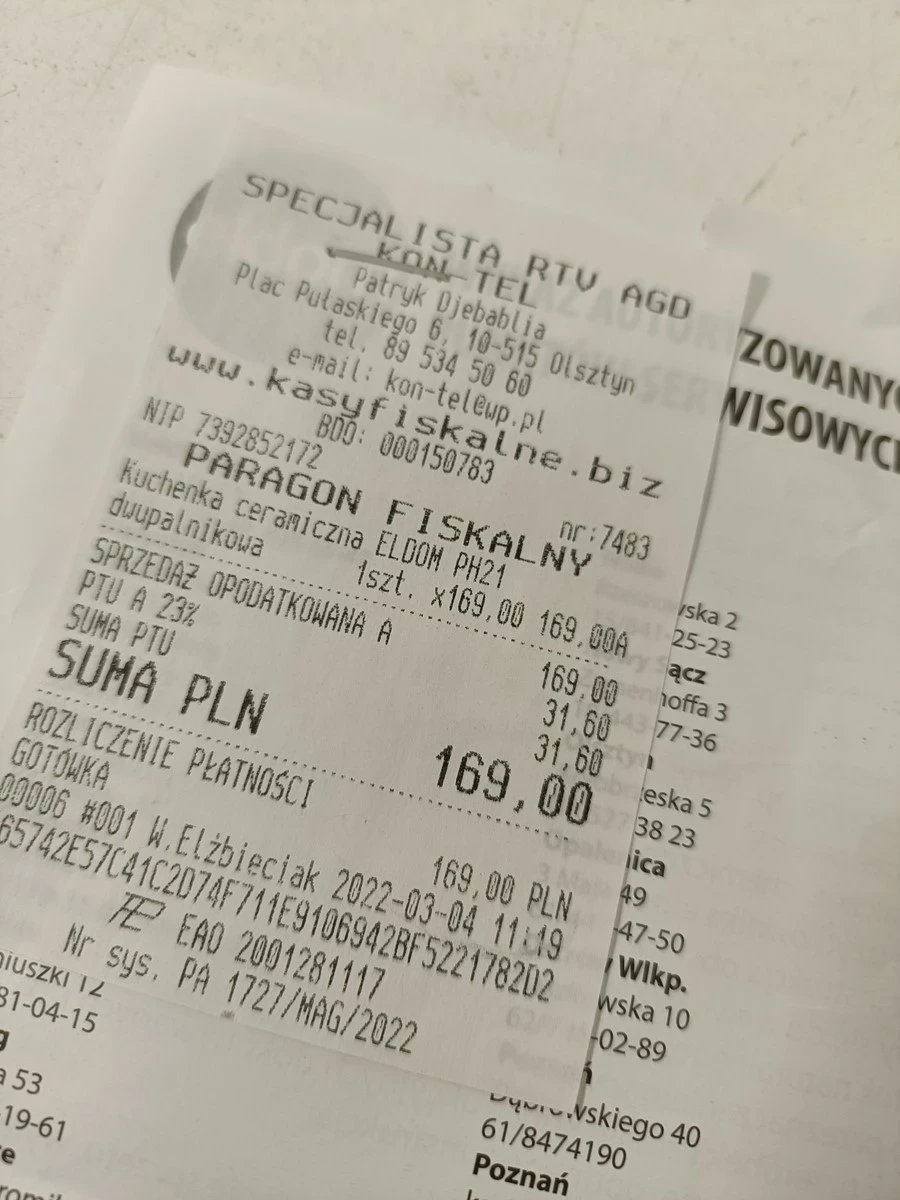 SPECJALISTA RTV AGD
KON-TEL
Patryk Djebablia
Plac Pułaskiego 6, 10-515 Olsztyn
tel. 89 534 50 60
e-mail: kon-tel@wp.pl
www.kasyfiskalne.biz
BDO: 000150783
NIP 7392852172
nr:7483
PARAGON FISKALNY
Kuchenka ceramiczna ELDOM PH21
dwupalnikowa
1szt. x169,00 169,00A
SPRZEDAŻ OPODATKOWANA A
169,00
PTU A 23%
31,60
SUMA PTU
31,60
SUMA PLN
169,00
ROZLICZENIE PŁATNOŚCI
GOTÓWKA
169,00 PLN
00006 #001 W.Elżbieciak 2022-03-04 11:19
65742E57C41C2D74F711E9106942BF5221782D2
EAO 2001281117
Nr sys. PA 1727/MAG/2022
ZOWANYC
WISOWYCH
wska 2
25-23
ącz
hoffa 3
77-36
eska 5
38 23
ica
49
-47-50
Wlkp.
wska 10
-02-89
ń
Dąbrowskiego 40
61/8474190
Poznań
niuszki 12
81-04-15
g
a 53
-19-61